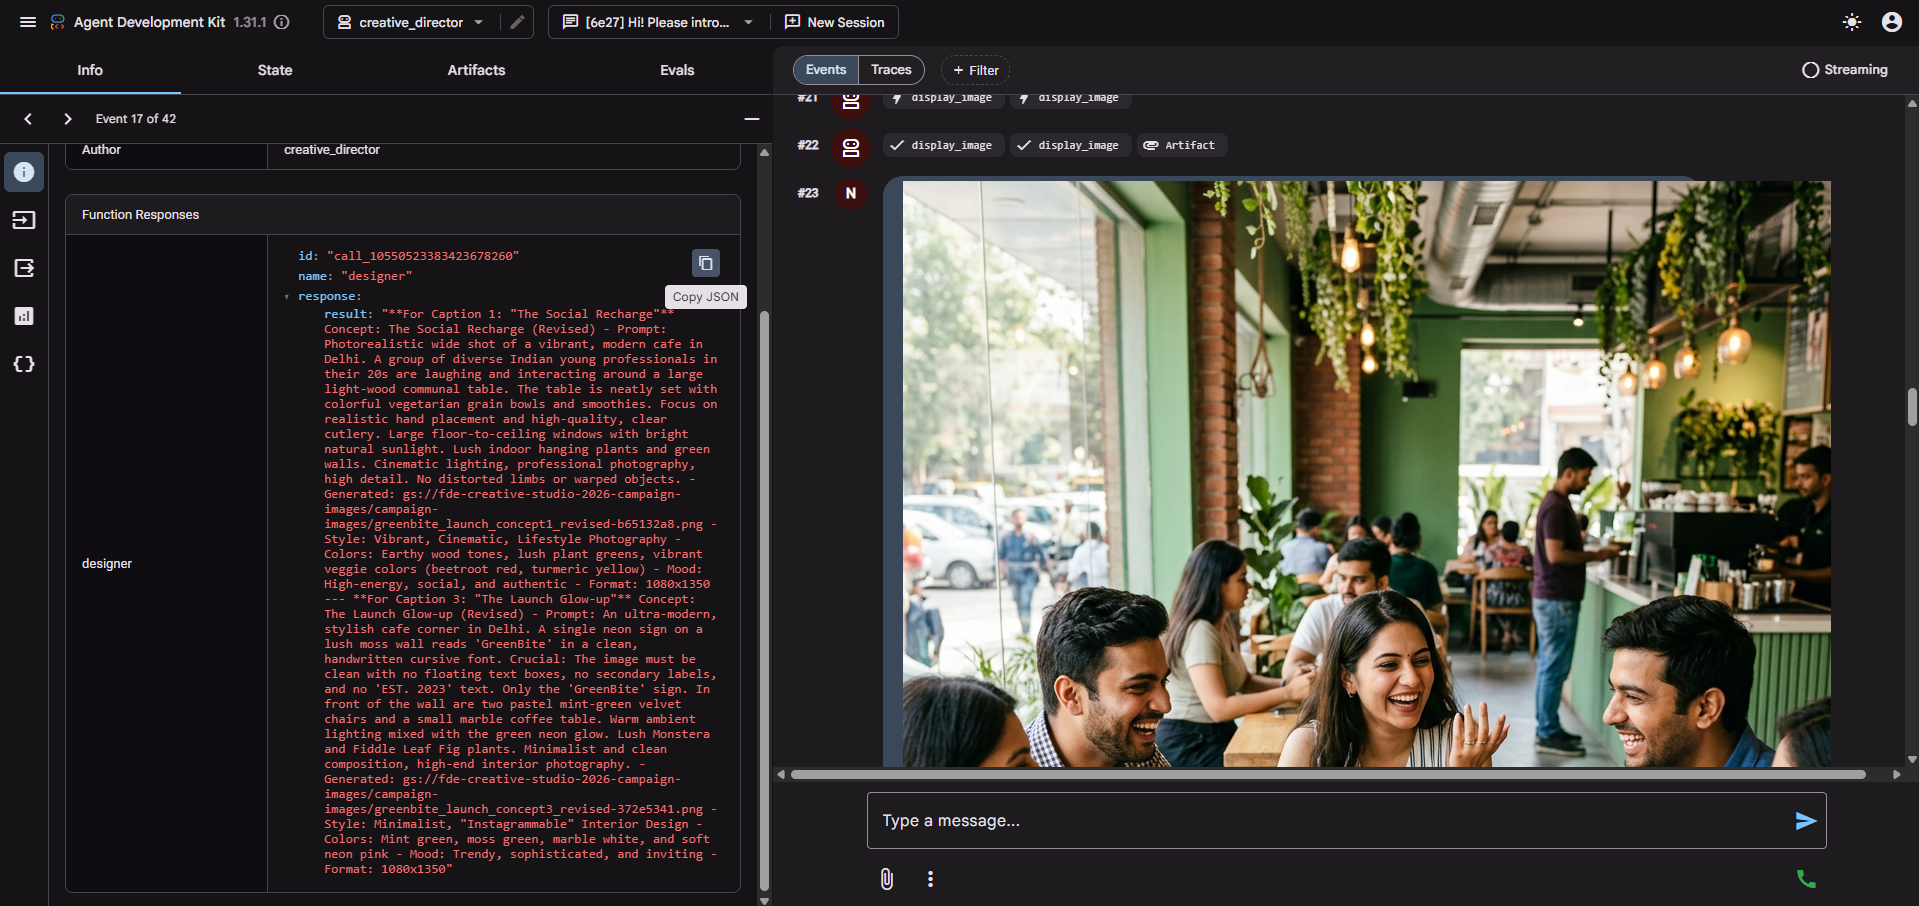 Agent Development Kit 1.31.1
creative_director
[6e27] Hi! Please intro...
New Session
Info
State
Artifacts
Evals
Event 17 of 42
Author
creative_director
Function Responses
designer
id: "call_10550523383423678260"
name: "designer"
Copy JSON
response:
result: "**For Caption 1: "The Social Recharge"**
Concept: The Social Recharge (Revised) - Prompt:
Photorealistic wide shot of a vibrant, modern cafe in
Delhi. A group of diverse Indian young professionals in
their 20s are laughing and interacting around a large
light-wood communal table. The table is neatly set with
colorful vegetarian grain bowls and smoothies. Focus on
realistic hand placement and high-quality, clear
cutlery. Large floor-to-ceiling windows with bright
natural sunlight. Lush indoor hanging plants and green
walls. Cinematic lighting, professional photography,
high detail. No distorted limbs or warped objects. -
Generated: gs://fde-creative-studio-2026-campaign-
images/campaign-
images/greenbite_launch_concept1_revised-b65132a8.png -
Style: Vibrant, Cinematic, Lifestyle Photography -
Colors: Earthy wood tones, lush plant greens, vibrant
veggie colors (beetroot red, turmeric yellow) - Mood:
High-energy, social, and authentic - Format: 1080x1350
--- **For Caption 3: "The Launch Glow-up"** Concept:
The Launch Glow-up (Revised) - Prompt: An ultra-modern,
stylish cafe corner in Delhi. A single neon sign on a
lush moss wall reads 'GreenBite' in a clean,
handwritten cursive font. Crucial: The image must be
clean with no floating text boxes, no secondary labels,
and no 'EST. 2023' text. Only the 'GreenBite' sign. In
front of the wall are two pastel mint-green velvet
chairs and a small marble coffee table. Warm ambient
lighting mixed with the green neon glow. Lush Monstera
and Fiddle Leaf Fig plants. Minimalist and clean
composition, high-end interior photography. -
Generated: gs://fde-creative-studio-2026-campaign-
images/campaign-
images/greenbite_launch_concept3_revised-372e5341.png -
Style: Minimalist, "Instagrammable" Interior Design -
Colors: Mint green, moss green, marble white, and soft
neon pink - Mood: Trendy, sophisticated, and inviting -
Format: 1080x1350"
Events
Traces
+ Filter
Streaming
#21
display_image
display_image
#22
display_image
display_image
Artifact
#23
N
Type a message...